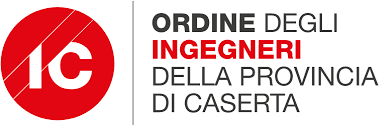 IC
ORDINE DEGLI
INGEGNERI
DELLA PROVINCIA
DI CASERTA